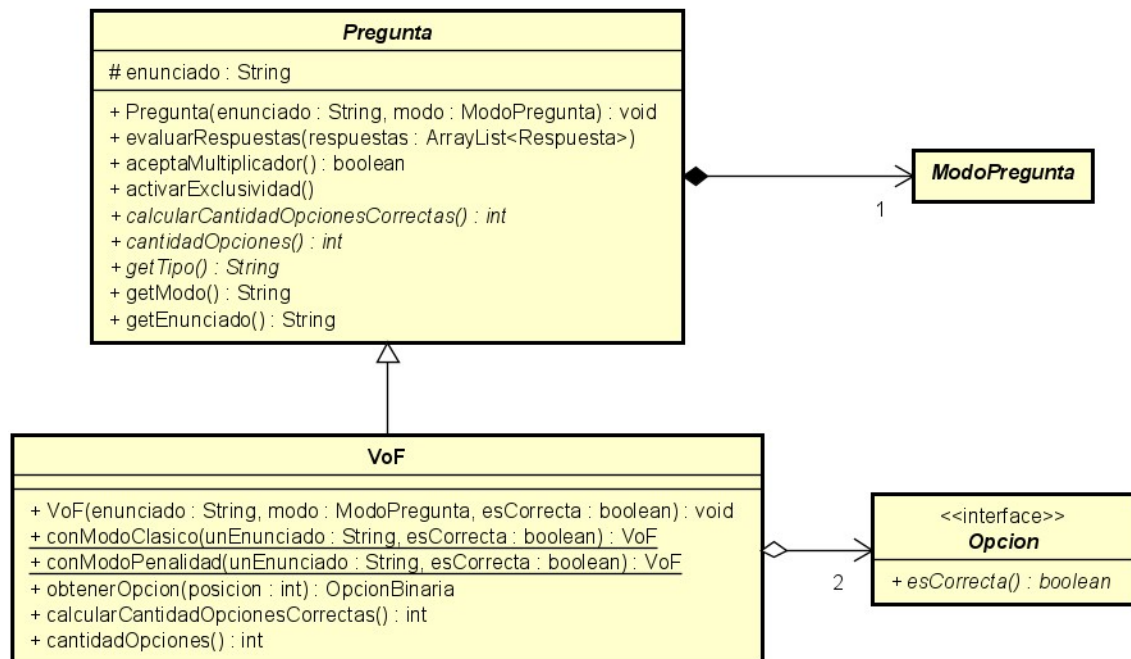 Pregunta
# enunciado : String
+ Pregunta(enunciado : String, modo : ModoPregunta) : void
+ evaluarRespuestas(respuestas : ArrayList<Respuesta>)
+ aceptaMultiplicador() : boolean
+ activarExclusividad()
+ calcularCantidadOpcionesCorrectas() : int
+ cantidadOpciones() : int
+ getTipo() : String
+ getModo() : String
+ getEnunciado() : String
ModoPregunta
1
VoF
+ VoF(enunciado : String, modo : ModoPregunta, esCorrecta : boolean) : void
+ conModoClasico(unEnunciado : String, esCorrecta : boolean) : VoF
+ conModoPenalidad(unEnunciado : String, esCorrecta : boolean) : VoF
+ obtenerOpcion(posicion : int) : OpcionBinaria
+ calcularCantidadOpcionesCorrectas() : int
+ cantidadOpciones() : int
2
<<interface>>
Opcion
+ esCorrecta() : boolean